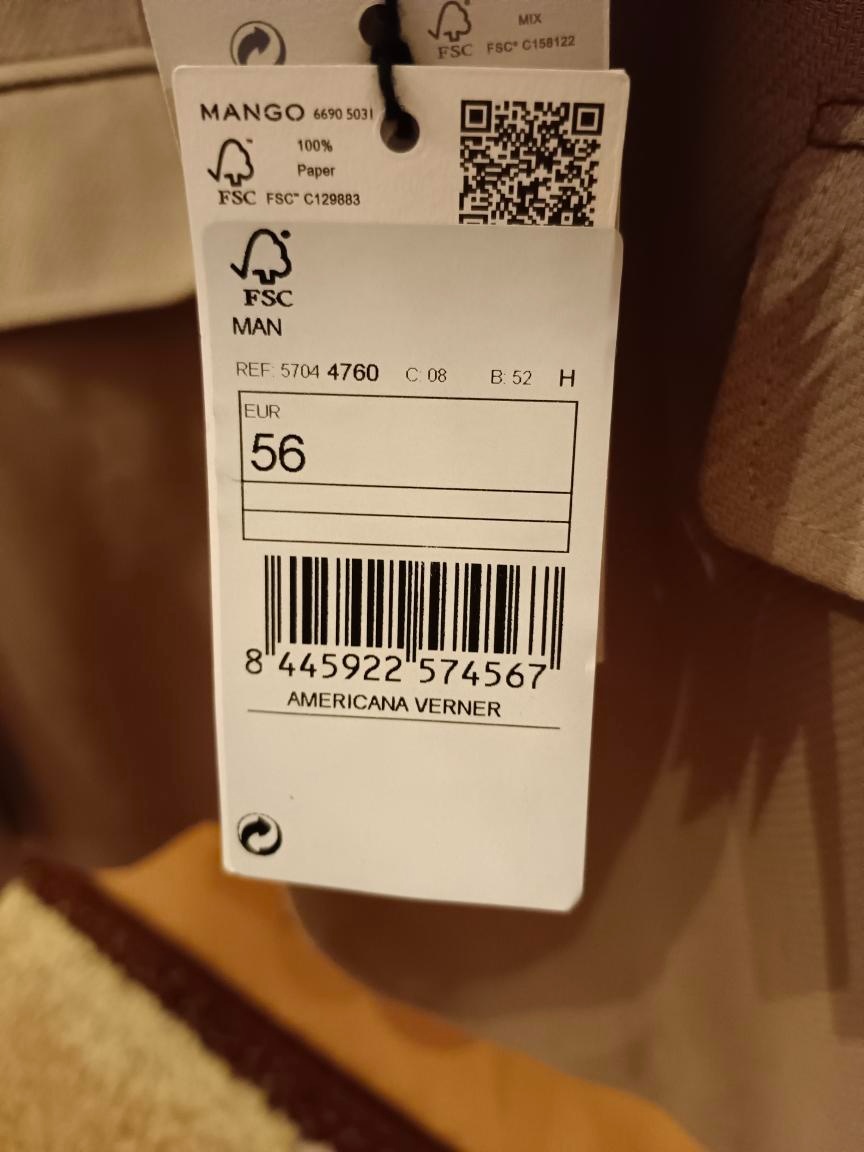 MIX
FSC FSC® C158122
MANGO 6690 5031
100%
Paper
FSC FSC™ C129883
FSC
MAN
REF: 5704 4760 C: 08 B: 52 H
EUR
56
8 445922 574567
AMERICANA VERNER